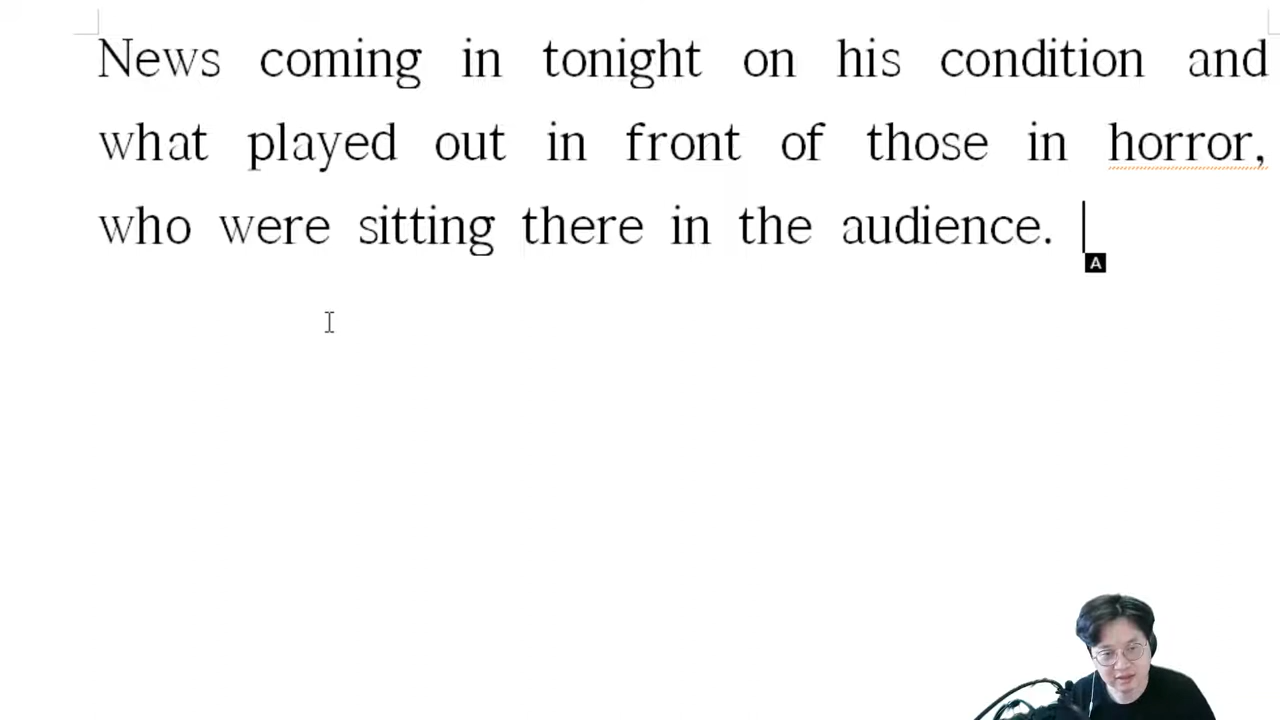 News coming in tonight on his condition and
what played out in front of those in horror,
who were sitting there in the audience.
A